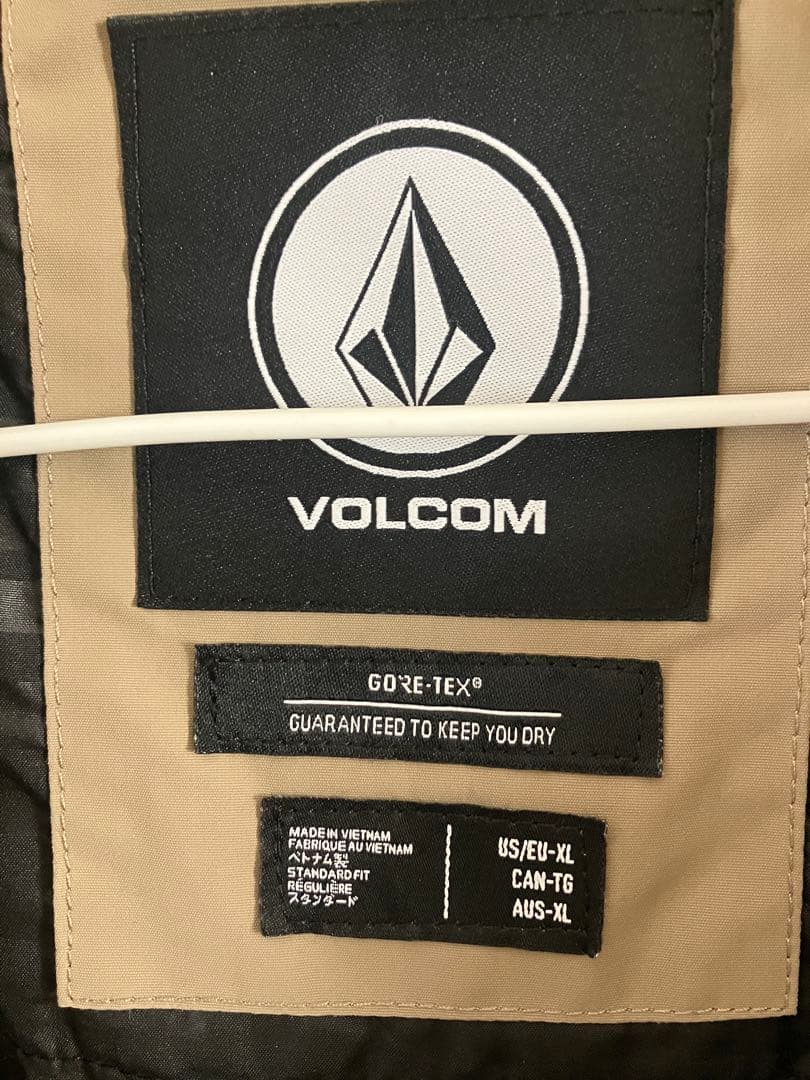 VOLCOM
GORE-TEX®
GUARANTEED TO KEEP YOU DRY
MADE IN VIETNAM
FABRIQUE AU VIETNAM
ベトナム製
STANDARD FIT
RÉGULIÈRE
スタンダード
US/EU-XL
CAN-TG
AUS-XL